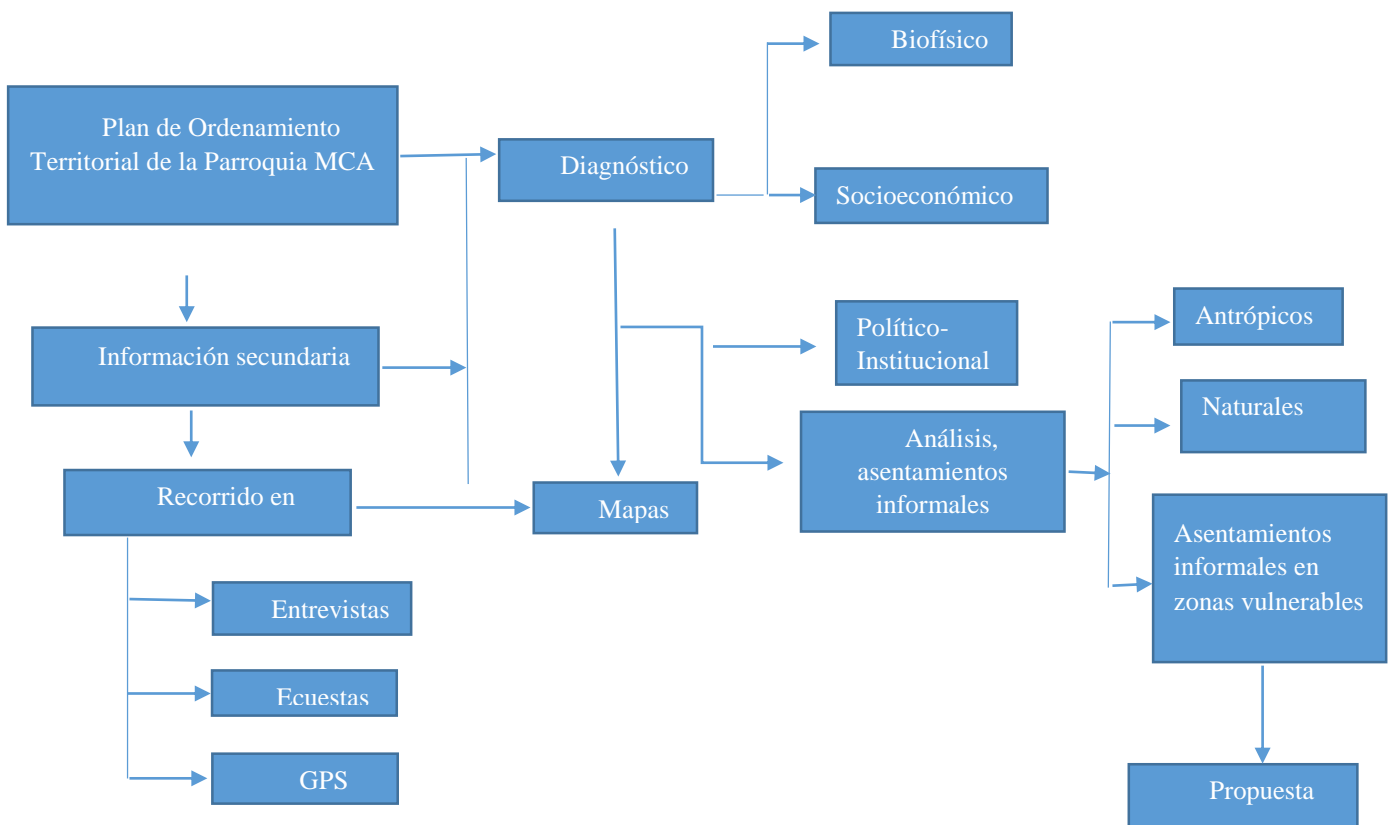 Plan de Ordenamiento
Territorial de la Parroquia MCA
Diagnóstico
Biofísico
Socioeconómico
Información secundaria
Político-
Institucional
Recorrido en
Mapas
Análisis,
asentamientos
informales
Antrópicos
Naturales
Asentamientos
informales en
zonas vulnerables
Entrevistas
Ecuestas
GPS
Propuesta